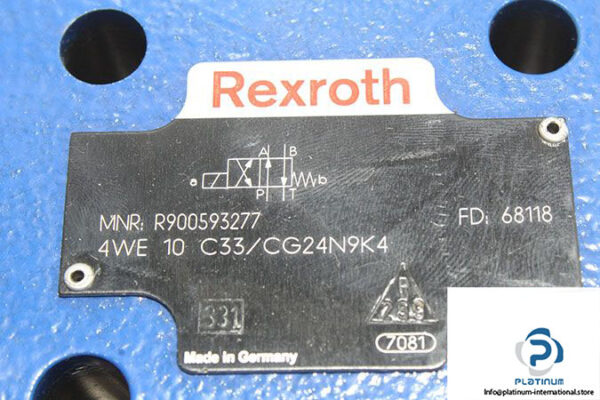 Rexroth
A B
a b
P T
MNR: R900593277 FD: 68118
4WE 10 C33/CG24N9K4
331
7081
Made in Germany
PLATINUM
Info@platinum-international.store